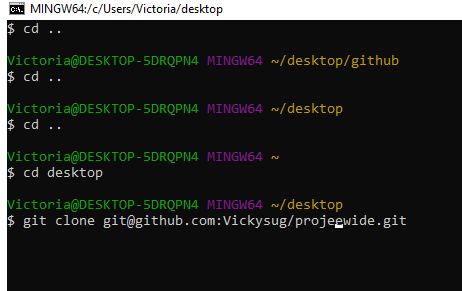 MINGW64:/c/Users/Victoria/desktop
$ cd ..
Victoria@DESKTOP-5DRQPN4 MINGW64 ~/desktop/github
$ cd ..
Victoria@DESKTOP-5DRQPN4 MINGW64 ~/desktop
$ cd ..
Victoria@DESKTOP-5DRQPN4 MINGW64 ~
$ cd desktop
Victoria@DESKTOP-5DRQPN4 MINGW64 ~/desktop
$ git clone git@github.com:Vickysug/projeewide.git